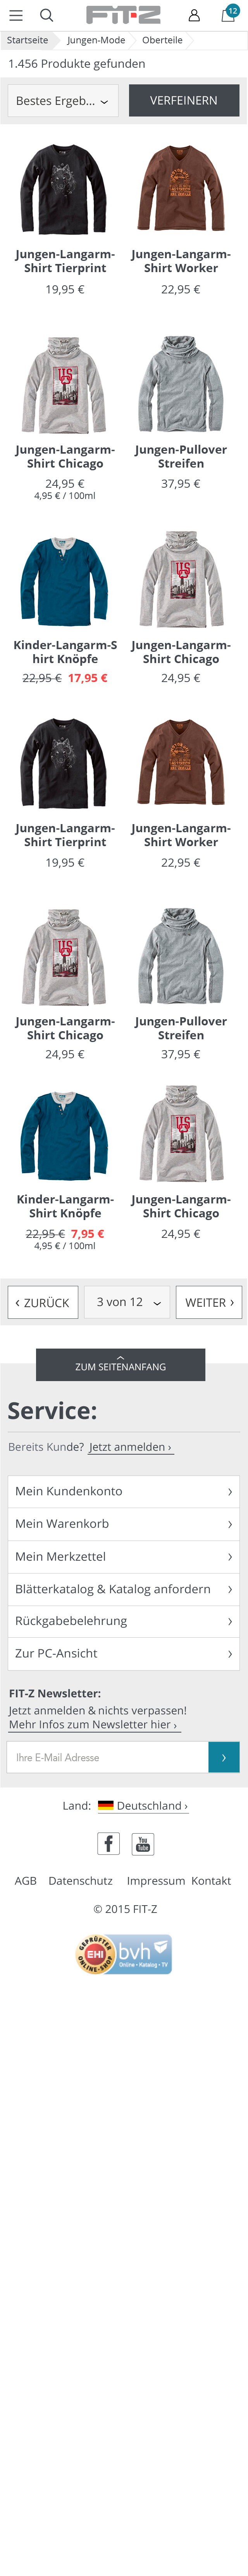 FIT-Z
12
Startseite Jungen-Mode Oberteile
1.456 Produkte gefunden
Bestes Ergeb... VERFEINERN
Jungen-Langarm-
Shirt Tierprint
19,95 €
Jungen-Langarm-
Shirt Worker
22,95 €
US
Jungen-Langarm-
Shirt Chicago
24,95 €
4,95 € / 100ml
Jungen-Pullover
Streifen
37,95 €
Kinder-Langarm-S
hirt Knöpfe
22,95 € 17,95 €
US
Jungen-Langarm-
Shirt Chicago
24,95 €
Jungen-Langarm-
Shirt Tierprint
19,95 €
Jungen-Langarm-
Shirt Worker
22,95 €
US
Jungen-Langarm-
Shirt Chicago
24,95 €
Jungen-Pullover
Streifen
37,95 €
Kinder-Langarm-
Shirt Knöpfe
22,95 € 7,95 €
4,95 € / 100ml
US
Jungen-Langarm-
Shirt Chicago
24,95 €
‹ ZURÜCK 3 von 12 WEITER ›
ZUM SEITENANFANG
Service:
Bereits Kunde? Jetzt anmelden ›
Mein Kundenkonto ›
Mein Warenkorb ›
Mein Merkzettel ›
Blätterkatalog & Katalog anfordern ›
Rückgabebelehrung ›
Zur PC-Ansicht ›
FIT-Z Newsletter:
Jetzt anmelden & nichts verpassen!
Mehr Infos zum Newsletter hier ›
Ihre E-Mail Adresse ›
Land: Deutschland ›
f You Tube
AGB Datenschutz Impressum Kontakt
© 2015 FIT-Z
GEPRÜFTER ONLINE-SHOP EHI bvh
Online • Katalog • TV